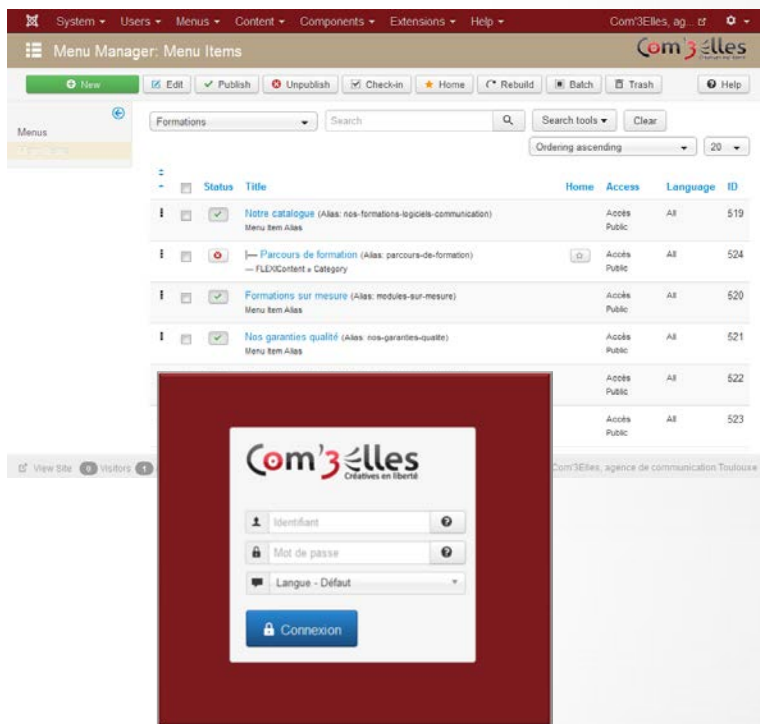 System Users Menus Content Components Extensions Help Com'3Elles, ag...
Menu Manager: Menu Items Com'3Elles
New Edit Publish Unpublish Check-in Home Rebuild Batch Trash Help
Menus
Formations Search Search tools Clear
Ordering ascending 20
Status Title Home Access Language ID
Notre catalogue (Alias: nos-formations-logiciels-communication) Accès All 519
Menu Item Alias Public
|— Parcours de formation (Alias: parcours-de-formation) Accès All 524
— FLEXIContent » Category Public
Formations sur mesure (Alias: modules-sur-mesure) Accès All 520
Menu Item Alias Public
Nos garanties qualité (Alias: nos-garanties-qualite) Accès All 521
Menu Item Alias Public
Accès All 522
Public
Accès All 523
Public
View Site 0 Visitors 1 Com'3Elles, agence de communication Toulouse
Com'3Elles
Créatives en liberté
Identifiant
Mot de passe
Langue - Défaut
Connexion